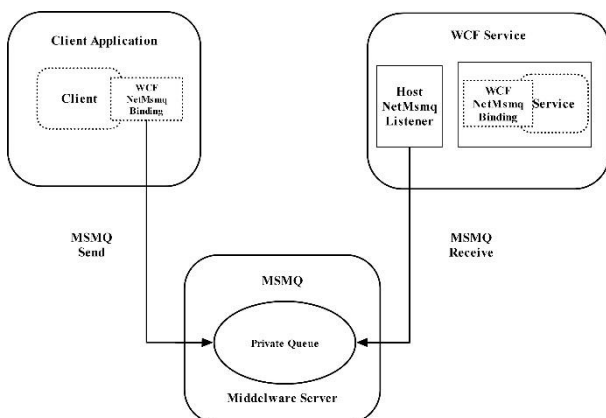 Client Application
Client
WCF
NetMsmq
Binding
WCF Service
Host
NetMsmq
Listener
WCF
NetMsmq
Binding
Service
MSMQ
Send
MSMQ
Receive
MSMQ
Private Queue
Middelware Server